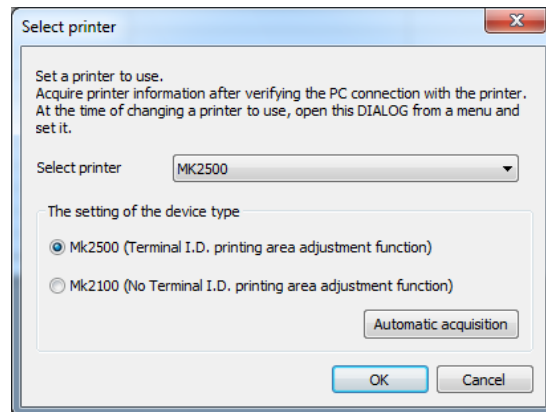 Select printer
Set a printer to use.
Acquire printer information after verifying the PC connection with the printer.
At the time of changing a printer to use, open this DIALOG from a menu and
set it.
Select printer MK2500
The setting of the device type
Mk2500 (Terminal I.D. printing area adjustment function)
Mk2100 (No Terminal I.D. printing area adjustment function)
Automatic acquisition
OK Cancel